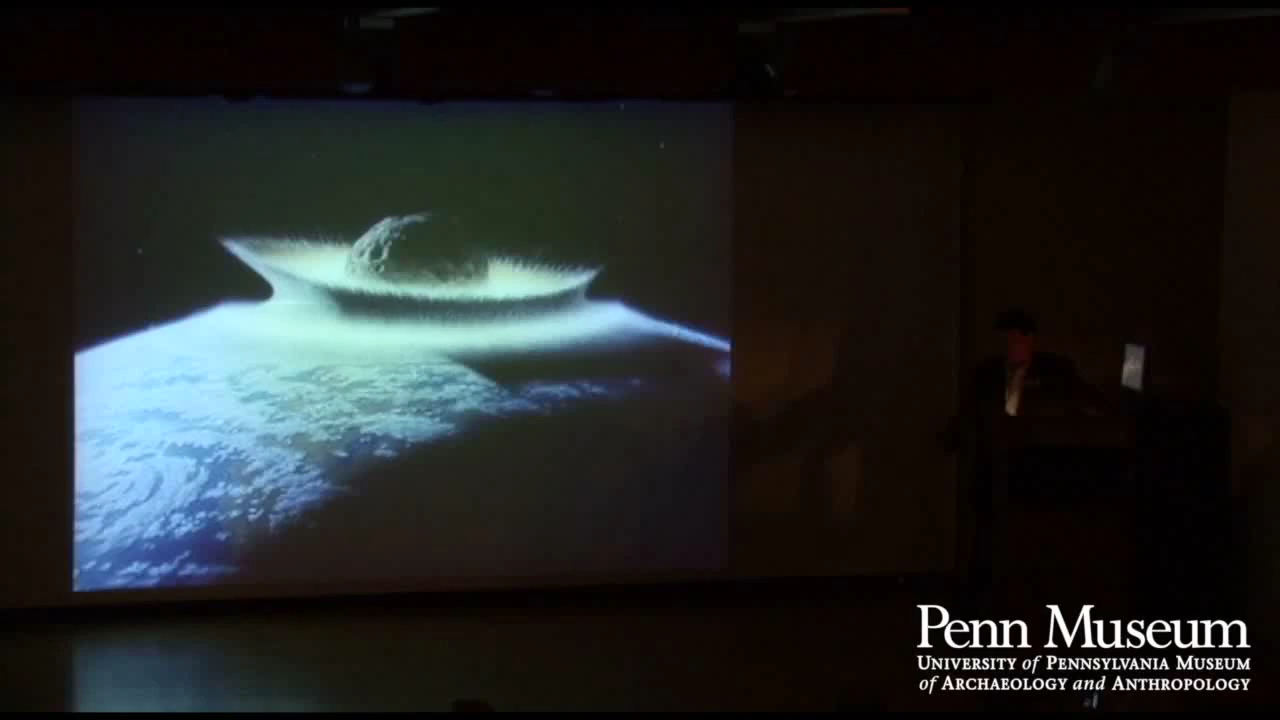 Penn Museum
UNIVERSITY of PENNSYLVANIA MUSEUM
of ARCHAEOLOGY and ANTHROPOLOGY